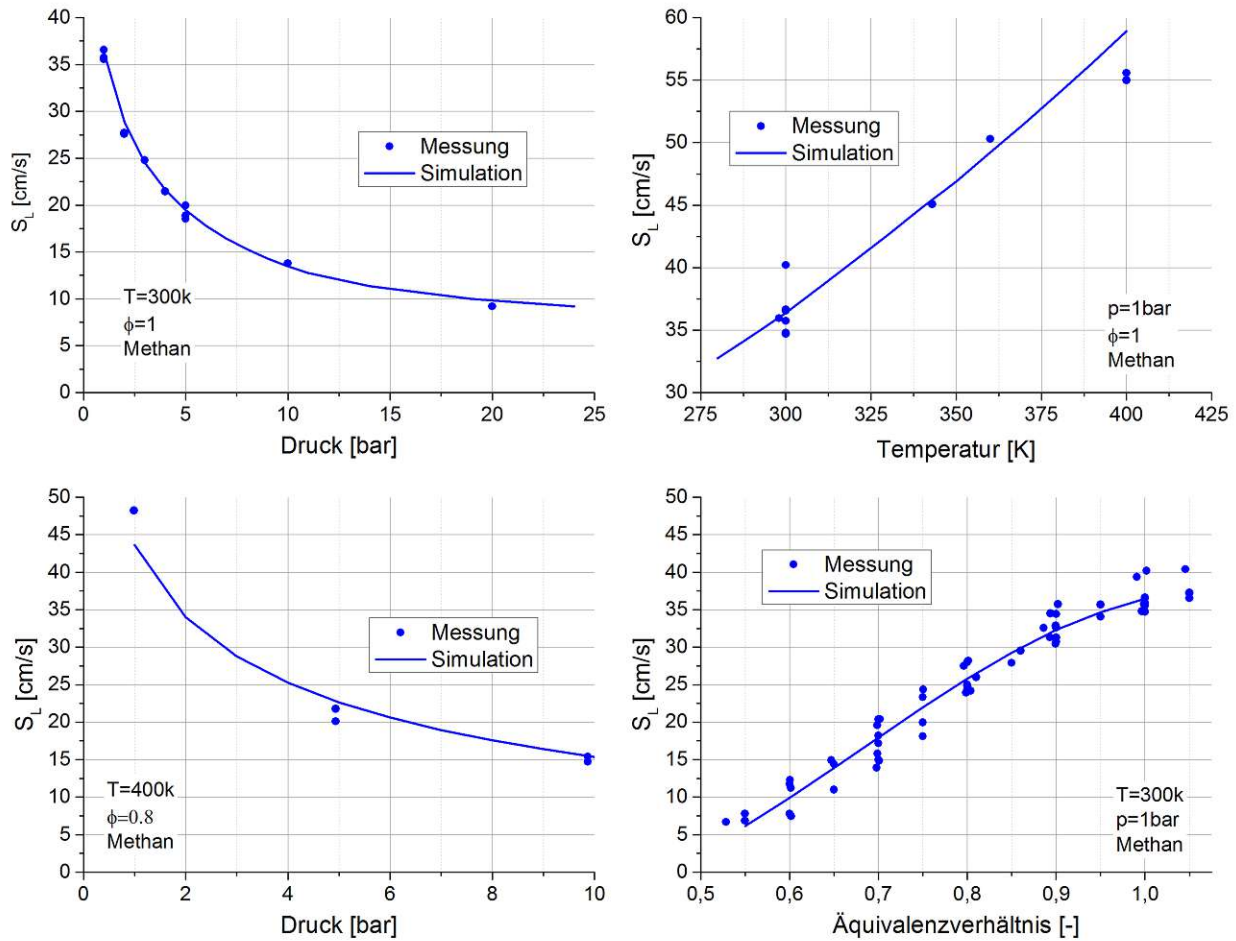 40
35
30
25
20
15
10
5
0
S_L [cm/s]
Messung
Simulation
T=300k
ϕ=1
Methan
0 5 10 15 20 25
Druck [bar]
60
55
50
45
40
35
30
S_L [cm/s]
Messung
Simulation
p=1bar
ϕ=1
Methan
275 300 325 350 375 400 425
Temperatur [K]
50
45
40
35
30
25
20
15
10
5
0
S_L [cm/s]
Messung
Simulation
T=400k
ϕ=0.8
Methan
0 2 4 6 8 10
Druck [bar]
50
45
40
35
30
25
20
15
10
5
0
S_L [cm/s]
Messung
Simulation
T=300k
p=1bar
Methan
0,5 0,6 0,7 0,8 0,9 1,0
Äquivalenzverhältnis [-]